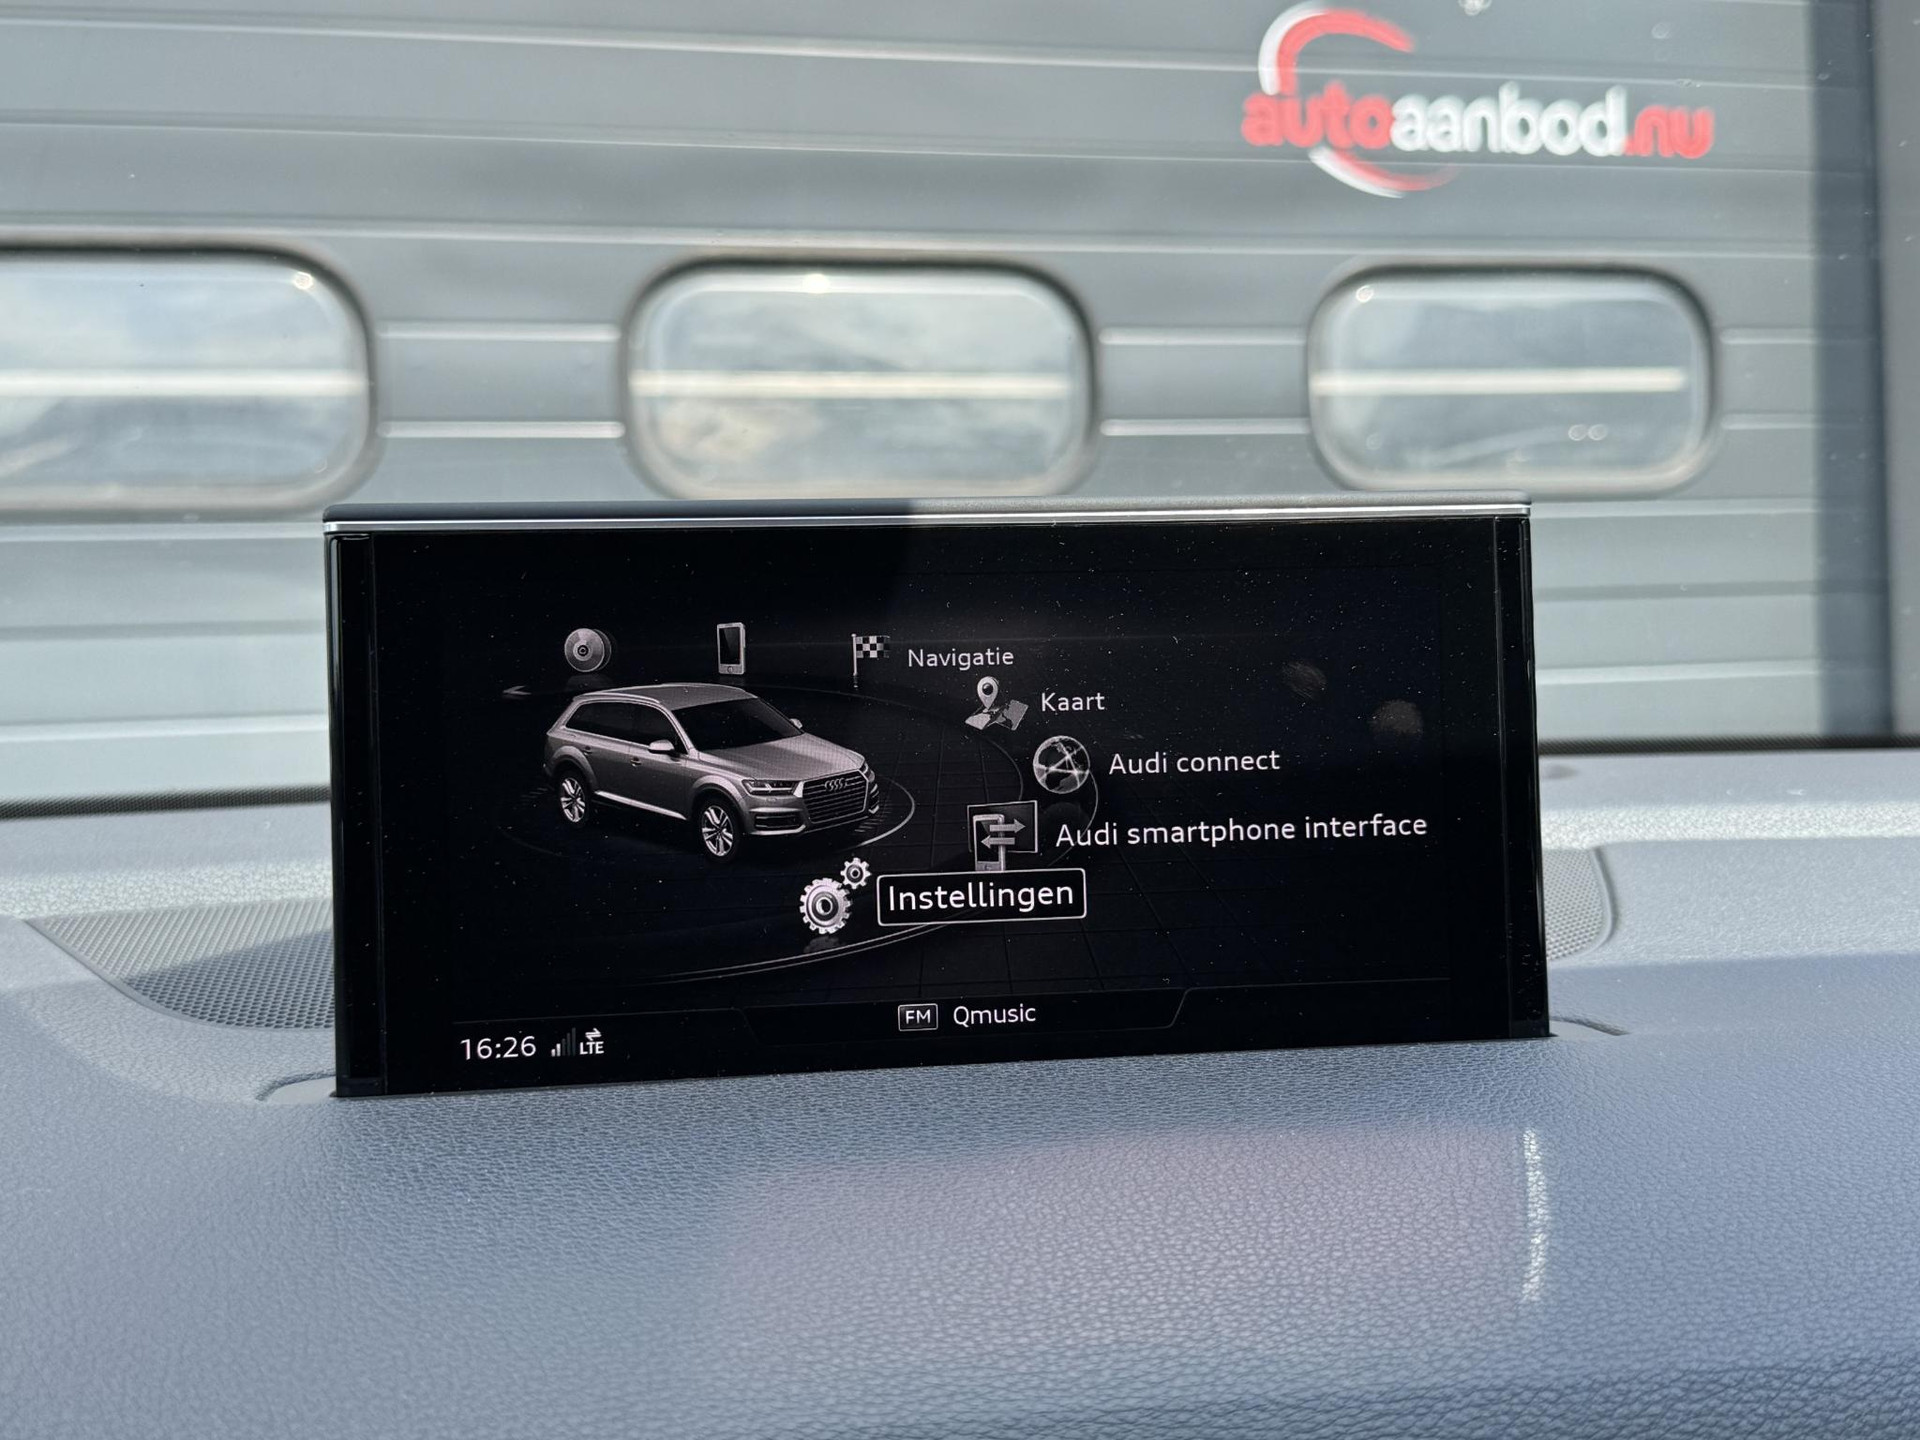 autoaanbod.nu
Navigatie
Kaart
Audi connect
Audi smartphone interface
Instellingen
FM Qmusic
16:26 LTE